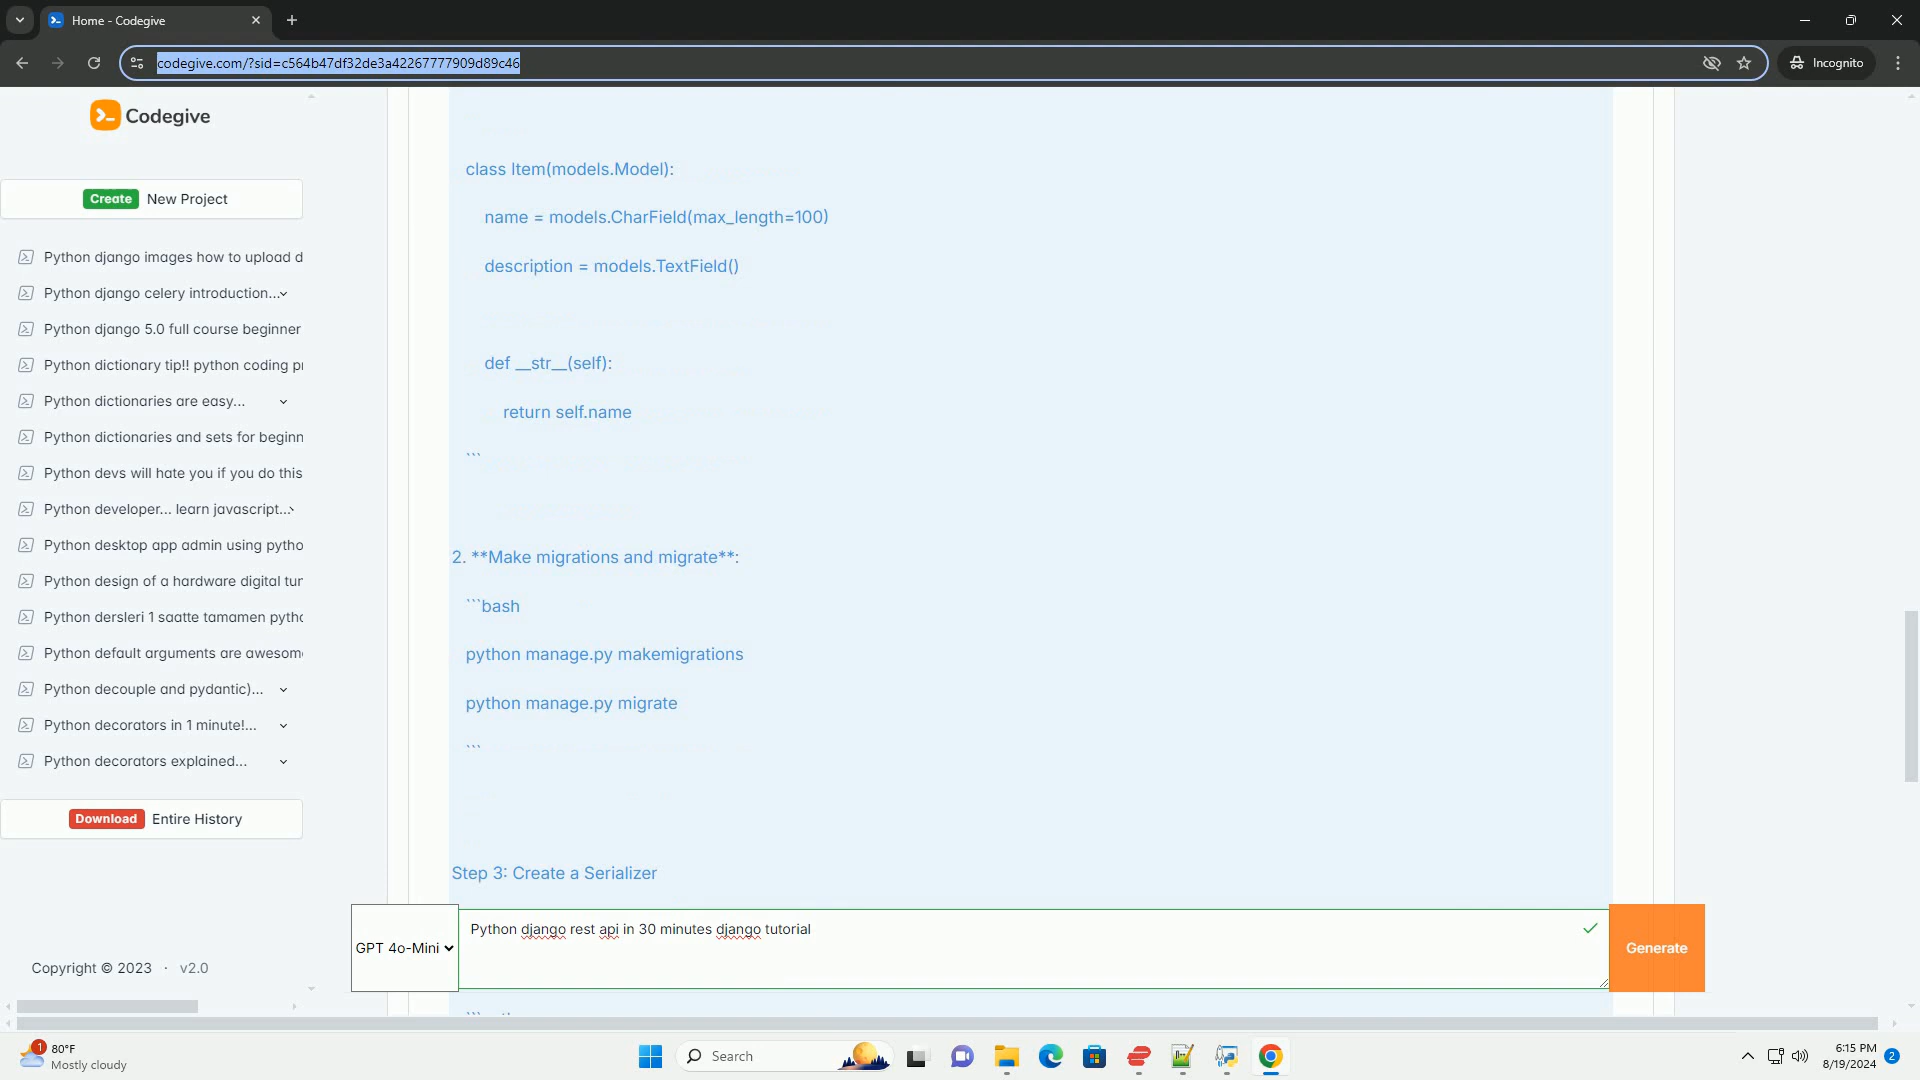 Home - Codegive
codegive.com/?sid=c564b47df32de3a42267777909d89c46
Incognito
Codegive
Create New Project
Python django images how to upload d
Python django celery introduction...
Python django 5.0 full course beginner
Python dictionary tip!! python coding pr
Python dictionaries are easy...
Python dictionaries and sets for beginn
Python devs will hate you if you do this
Python developer... learn javascript...
Python desktop app admin using pytho
Python design of a hardware digital tur
Python dersleri 1 saatte tamamen pytho
Python default arguments are awesom
Python decouple and pydantic)...
Python decorators in 1 minute!...
Python decorators explained...
Download Entire History
Copyright © 2023 · v2.0
class Item(models.Model):
name = models.CharField(max_length=100)
description = models.TextField()
def __str__(self):
return self.name
```
2. **Make migrations and migrate**:
```bash
python manage.py makemigrations
python manage.py migrate
```
Step 3: Create a Serializer
GPT 4o-Mini
Python django rest api in 30 minutes django tutorial
Generate
1
80°F
Mostly cloudy
Search
6:15 PM
8/19/2024
2